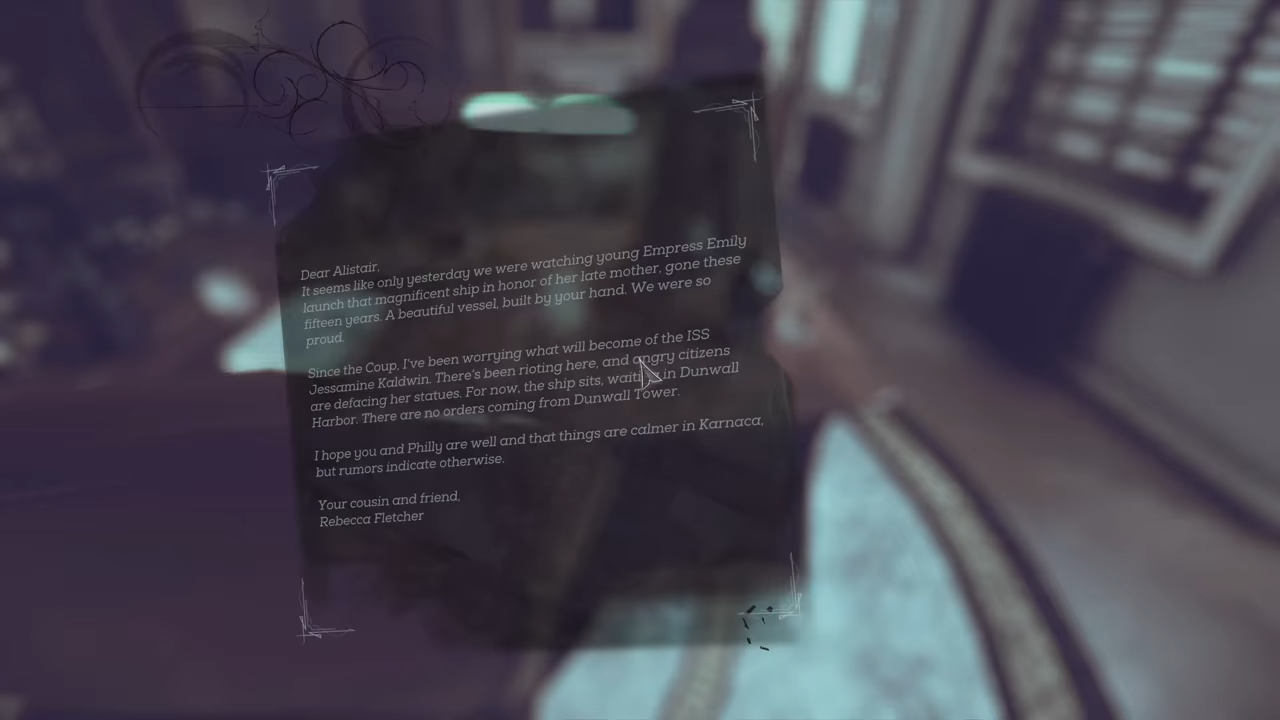 Dear Alistair,
It seems like only yesterday we were watching young Empress Emily
launch that magnificent ship in honor of her late mother, gone these
fifteen years. A beautiful vessel, built by your hand. We were so
proud.
Since the Coup, I've been worrying what will become of the ISS
Jessamine Kaldwin. There's been rioting here, and angry citizens
are defacing her statues. For now, the ship sits, waiting in Dunwall
Harbor. There are no orders coming from Dunwall Tower.
I hope you and Philly are well and that things are calmer in Karnaca,
but rumors indicate otherwise.
Your cousin and friend,
Rebecca Fletcher